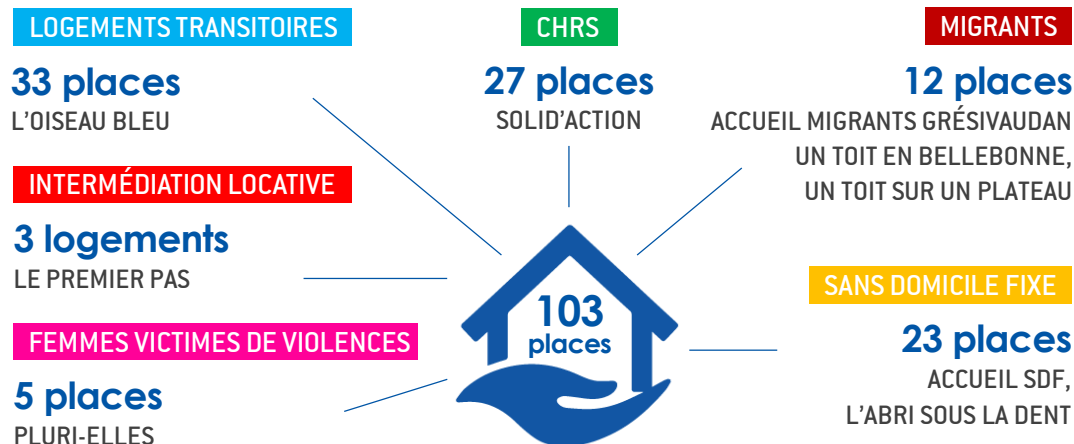 LOGEMENTS TRANSITOIRES
33 places
L'OISEAU BLEU
CHRS
27 places
SOLID'ACTION
MIGRANTS
12 places
ACCUEIL MIGRANTS GRÉSIVAUDAN
UN TOIT EN BELLEBONNE,
UN TOIT SUR UN PLATEAU
INTERMÉDIATION LOCATIVE
3 logements
LE PREMIER PAS
SANS DOMICILE FIXE
23 places
ACCUEIL SDF,
L'ABRI SOUS LA DENT
FEMMES VICTIMES DE VIOLENCES
5 places
PLURI-ELLES
103
places